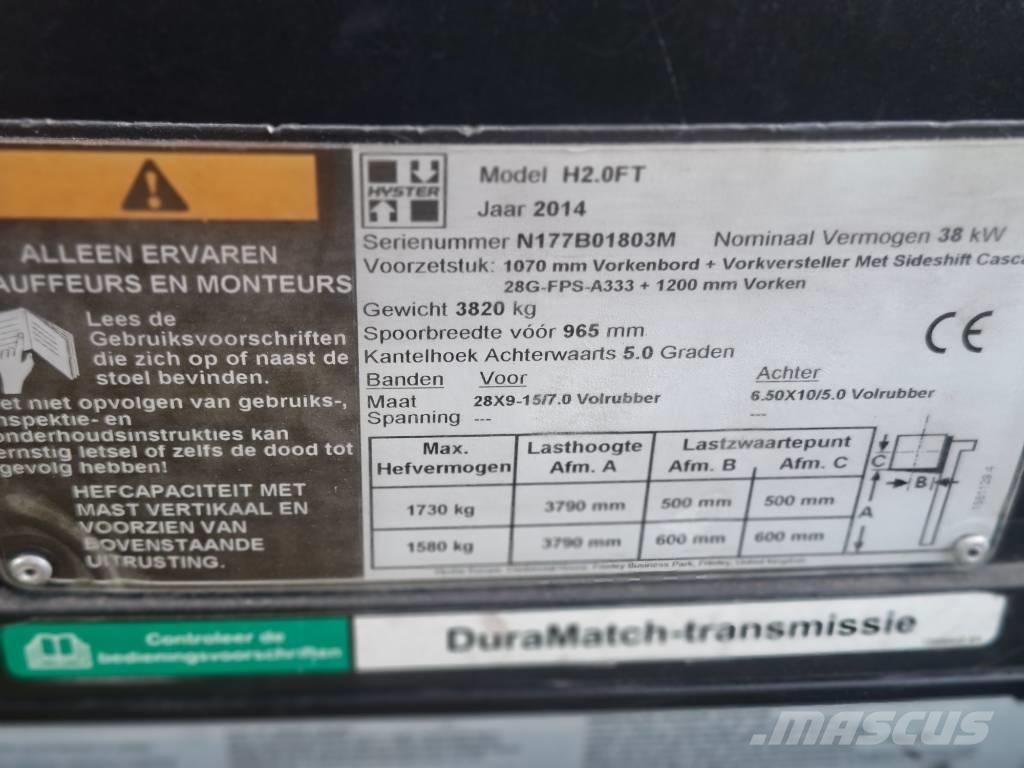 ALLEEN ERVAREN
AUFFEURS EN MONTEURS
Lees de
Gebruiksvoorschriften
die zich op of naast de
stoel bevinden.
et niet opvolgen van gebruiks-,
nspektie- en
onderhoudsinstrukties kan
ernstig letsel of zelfs de dood tot
gevolg hebben!
HEFCAPACITEIT MET
MAST VERTIKAAL EN
VOORZIEN VAN
BOVENSTAANDE
UITRUSTING.
HYSTER
Model H2.0FT
Jaar 2014
Serienummer N177B01803M Nominaal Vermogen 38 kW
Voorzetstuk: 1070 mm Vorkenbord + Vorkversteller Met Sideshift Casca
28G-FPS-A333 + 1200 mm Vorken
Gewicht 3820 kg
Spoorbreedte vóór 965 mm
Kantelhoek Achterwaarts 5.0 Graden
CE
Banden Voor Achter
Maat 28X9-15/7.0 Volrubber 6.50X10/5.0 Volrubber
Spanning --- ---
Max. Hefvermogen Lasthoogte Afm. A Lastzwaartepunt Afm. B Afm. C
1730 kg 3790 mm 500 mm 500 mm
1580 kg 3790 mm 600 mm 600 mm
C
B
A
Controleer de
bedieningsvoorschriften
DuraMatch-transmissie
MASCUS